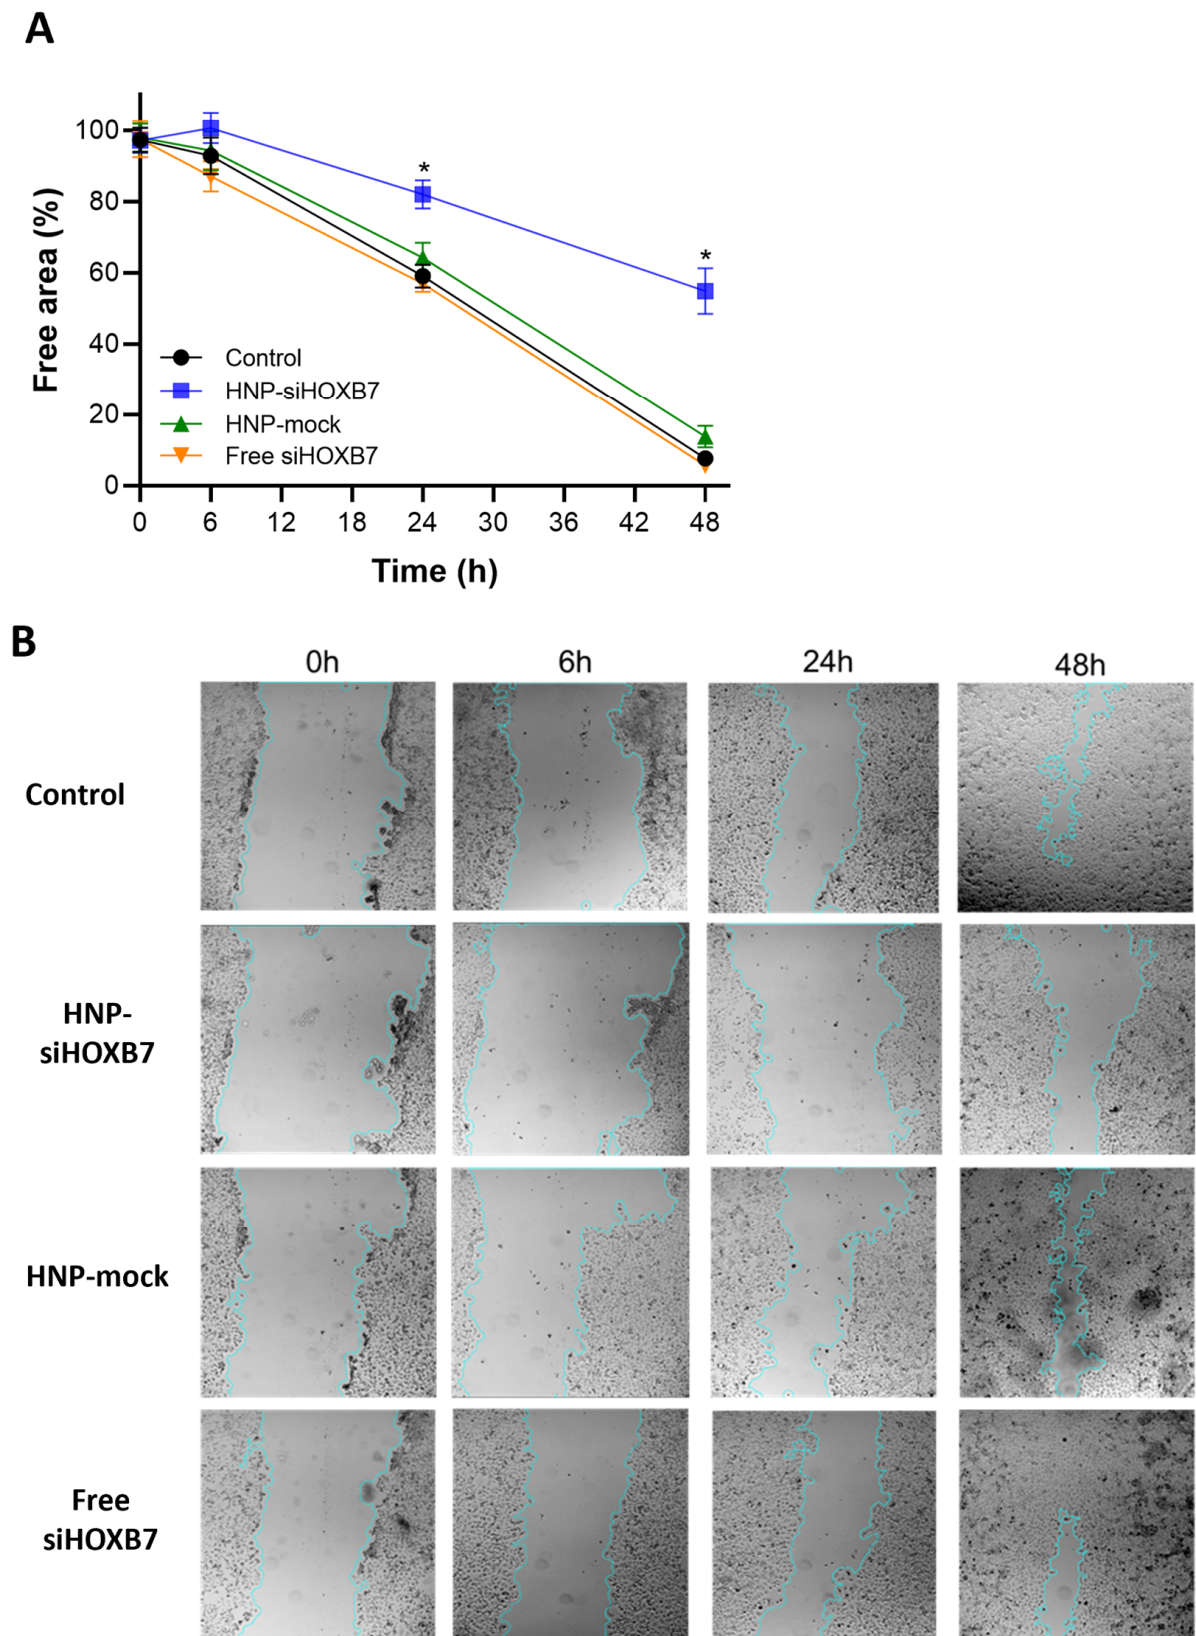 A
100
80
60
40
20
0
Free area (%)
*
*
Control
HNP-siHOXB7
HNP-mock
Free siHOXB7
0 6 12 18 24 30 36 42 48
Time (h)
B
0h 6h 24h 48h
Control
HNP-
siHOXB7
HNP-mock
Free
siHOXB7